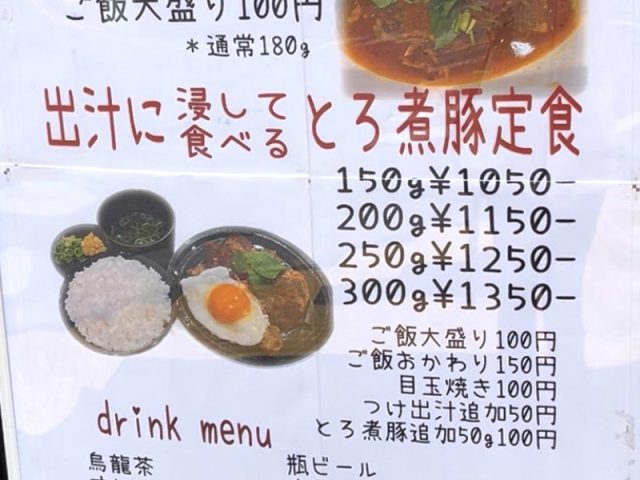 ご飯大盛り100円
*通常180g
出汁に浸して食べるとろ煮豚定食
150g¥1050-
200g¥1150-
250g¥1250-
300g¥1350-
ご飯大盛り100円
ご飯おかわり150円
目玉焼き100円
つけ出汁追加50円
とろ煮豚追加50g100円
drink menu
烏龍茶 瓶ビール